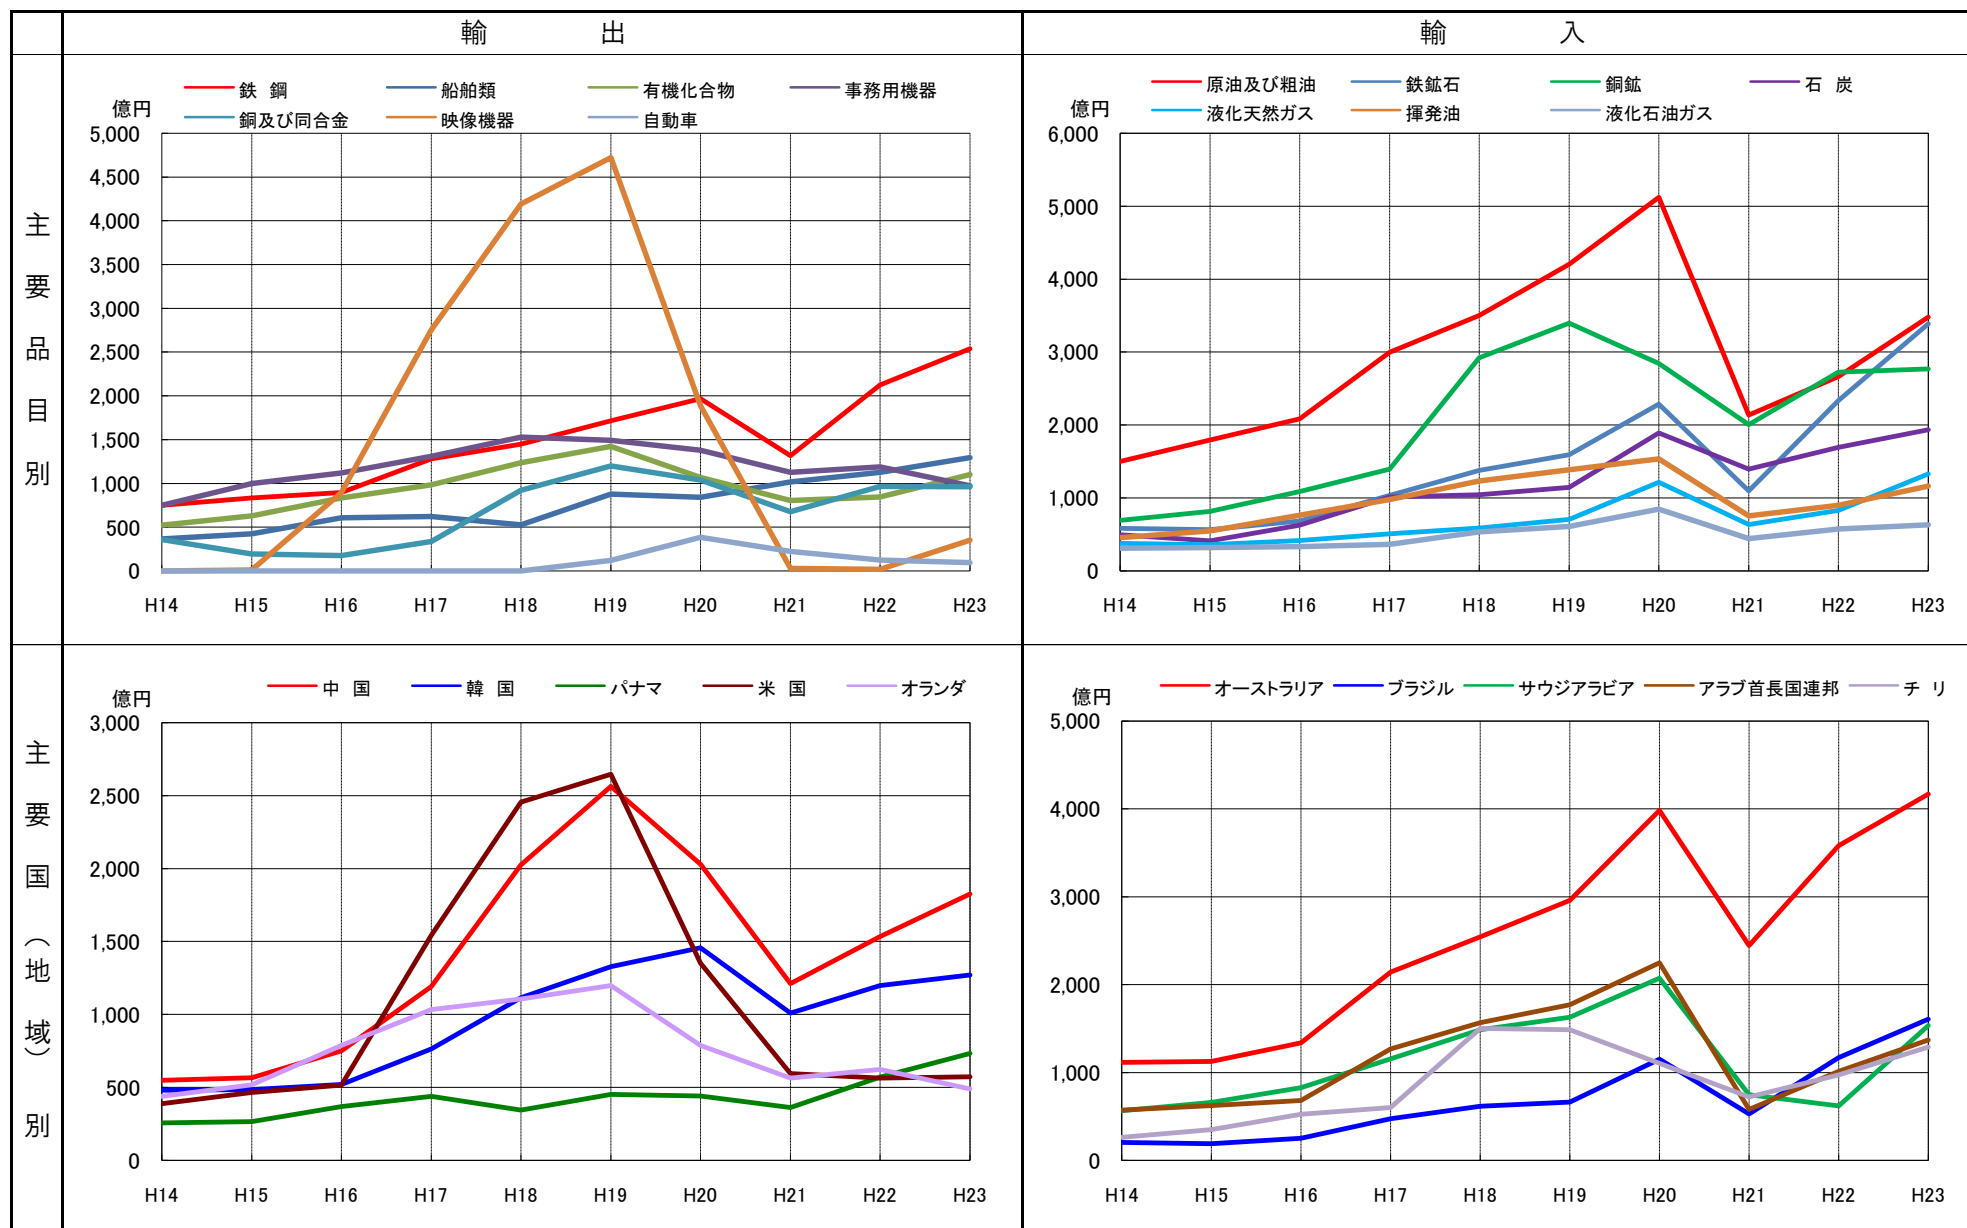 輸 出
輸 入
主要品目別
億円
鉄 鋼 船舶類 有機化合物 事務用機器
銅及び同合金 映像機器 自動車
5,000
4,500
4,000
3,500
3,000
2,500
2,000
1,500
1,000
500
0
H14 H15 H16 H17 H18 H19 H20 H21 H22 H23
億円
原油及び粗油 鉄鉱石 銅鉱 石 炭
液化天然ガス 揮発油 液化石油ガス
6,000
5,000
4,000
3,000
2,000
1,000
0
H14 H15 H16 H17 H18 H19 H20 H21 H22 H23
主要国（地域）別
億円
中 国 韓 国 パナマ 米 国 オランダ
3,000
2,500
2,000
1,500
1,000
500
0
H14 H15 H16 H17 H18 H19 H20 H21 H22 H23
億円
オーストラリア ブラジル サウジアラビア アラブ首長国連邦 チ リ
5,000
4,000
3,000
2,000
1,000
0
H14 H15 H16 H17 H18 H19 H20 H21 H22 H23